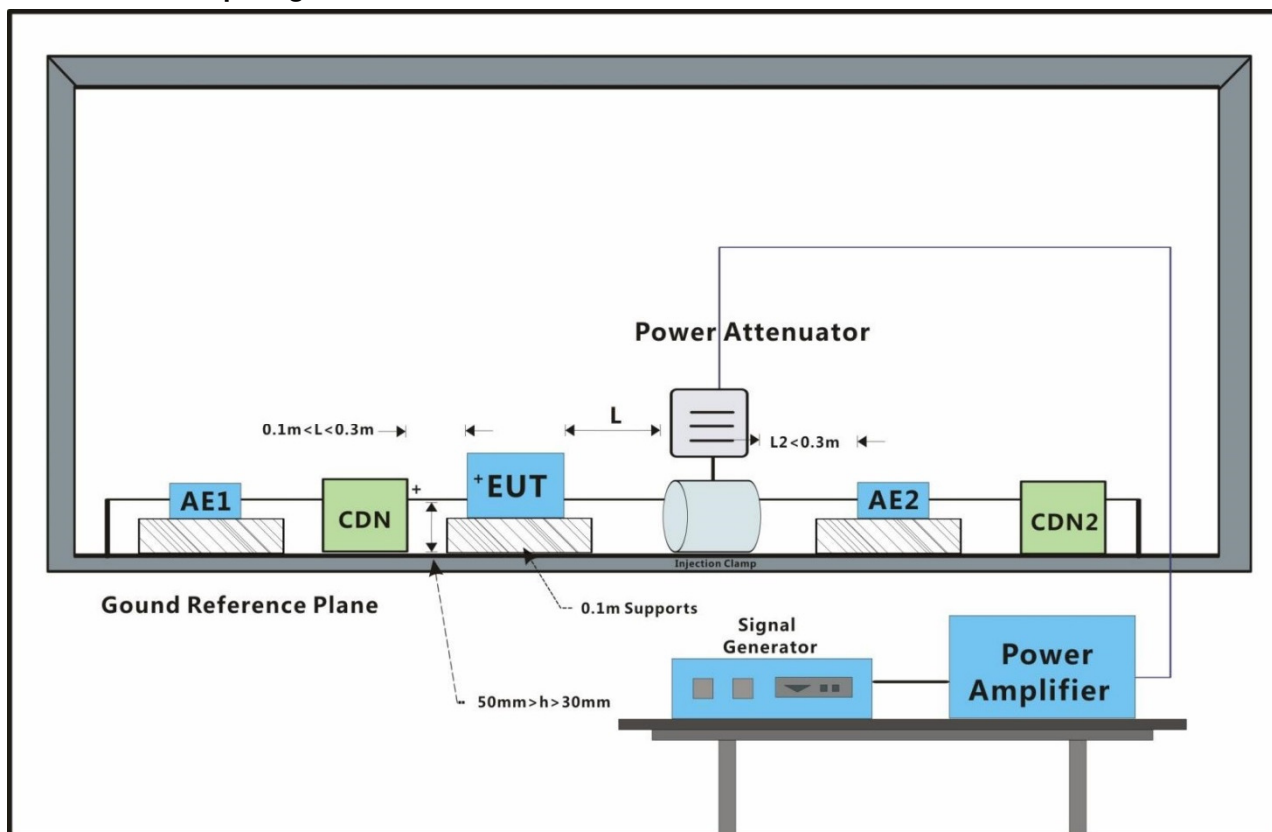 Power Attenuator
0.1m<L<0.3m
L
L2<0.3m
AE1
CDN
+
+EUT
AE2
CDN2
Injection Clamp
Gound Reference Plane
0.1m Supports
50mm>h>30mm
Signal
Generator
Power
Amplifier